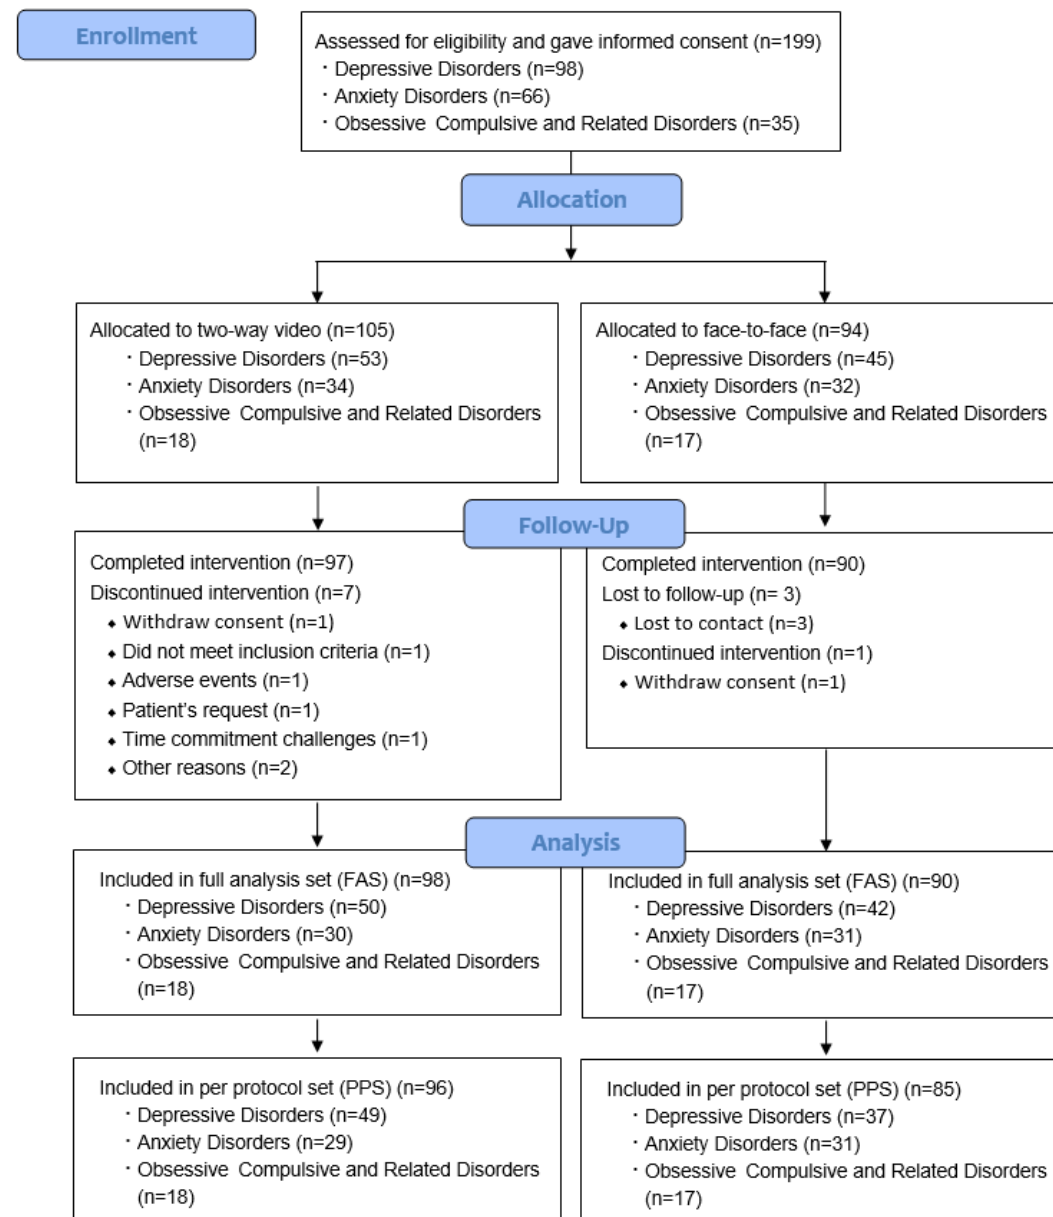 Enrollment
Assessed for eligibility and gave informed consent (n=199)
・Depressive Disorders (n=98)
・Anxiety Disorders (n=66)
・Obsessive Compulsive and Related Disorders (n=35)
Allocation
Allocated to two-way video (n=105)
・Depressive Disorders (n=53)
・Anxiety Disorders (n=34)
・Obsessive Compulsive and Related Disorders
(n=18)
Allocated to face-to-face (n=94)
・Depressive Disorders (n=45)
・Anxiety Disorders (n=32)
・Obsessive Compulsive and Related Disorders
(n=17)
Follow-Up
Completed intervention (n=97)
Discontinued intervention (n=7)
⬥ Withdraw consent (n=1)
⬥ Did not meet inclusion criteria (n=1)
⬥ Adverse events (n=1)
⬥ Patient's request (n=1)
⬥ Time commitment challenges (n=1)
⬥ Other reasons (n=2)
Completed intervention (n=90)
Lost to follow-up (n= 3)
⬥ Lost to contact (n=3)
Discontinued intervention (n=1)
⬥ Withdraw consent (n=1)
Analysis
Included in full analysis set (FAS) (n=98)
・Depressive Disorders (n=50)
・Anxiety Disorders (n=30)
・Obsessive Compulsive and Related Disorders
(n=18)
Included in full analysis set (FAS) (n=90)
・Depressive Disorders (n=42)
・Anxiety Disorders (n=31)
・Obsessive Compulsive and Related Disorders
(n=17)
Included in per protocol set (PPS) (n=96)
・Depressive Disorders (n=49)
・Anxiety Disorders (n=29)
・Obsessive Compulsive and Related Disorders
(n=18)
Included in per protocol set (PPS) (n=85)
・Depressive Disorders (n=37)
・Anxiety Disorders (n=31)
・Obsessive Compulsive and Related Disorders
(n=17)